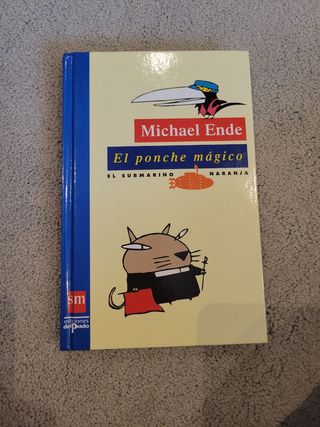 Michael Ende
El ponche mágico
EL SUBMARINO NARANJA
sm
ediciones
del Prado